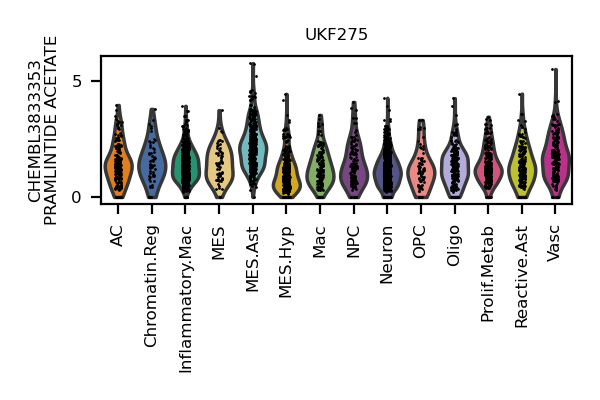 UKF275
CHEMBL3833353
PRAMLINTIDE ACETATE
5
0
AC
Chromatin.Reg
Inflammatory.Mac
MES
MES.Ast
MES.Hyp
Mac
NPC
Neuron
OPC
Oligo
Prolif.Metab
Reactive.Ast
Vasc